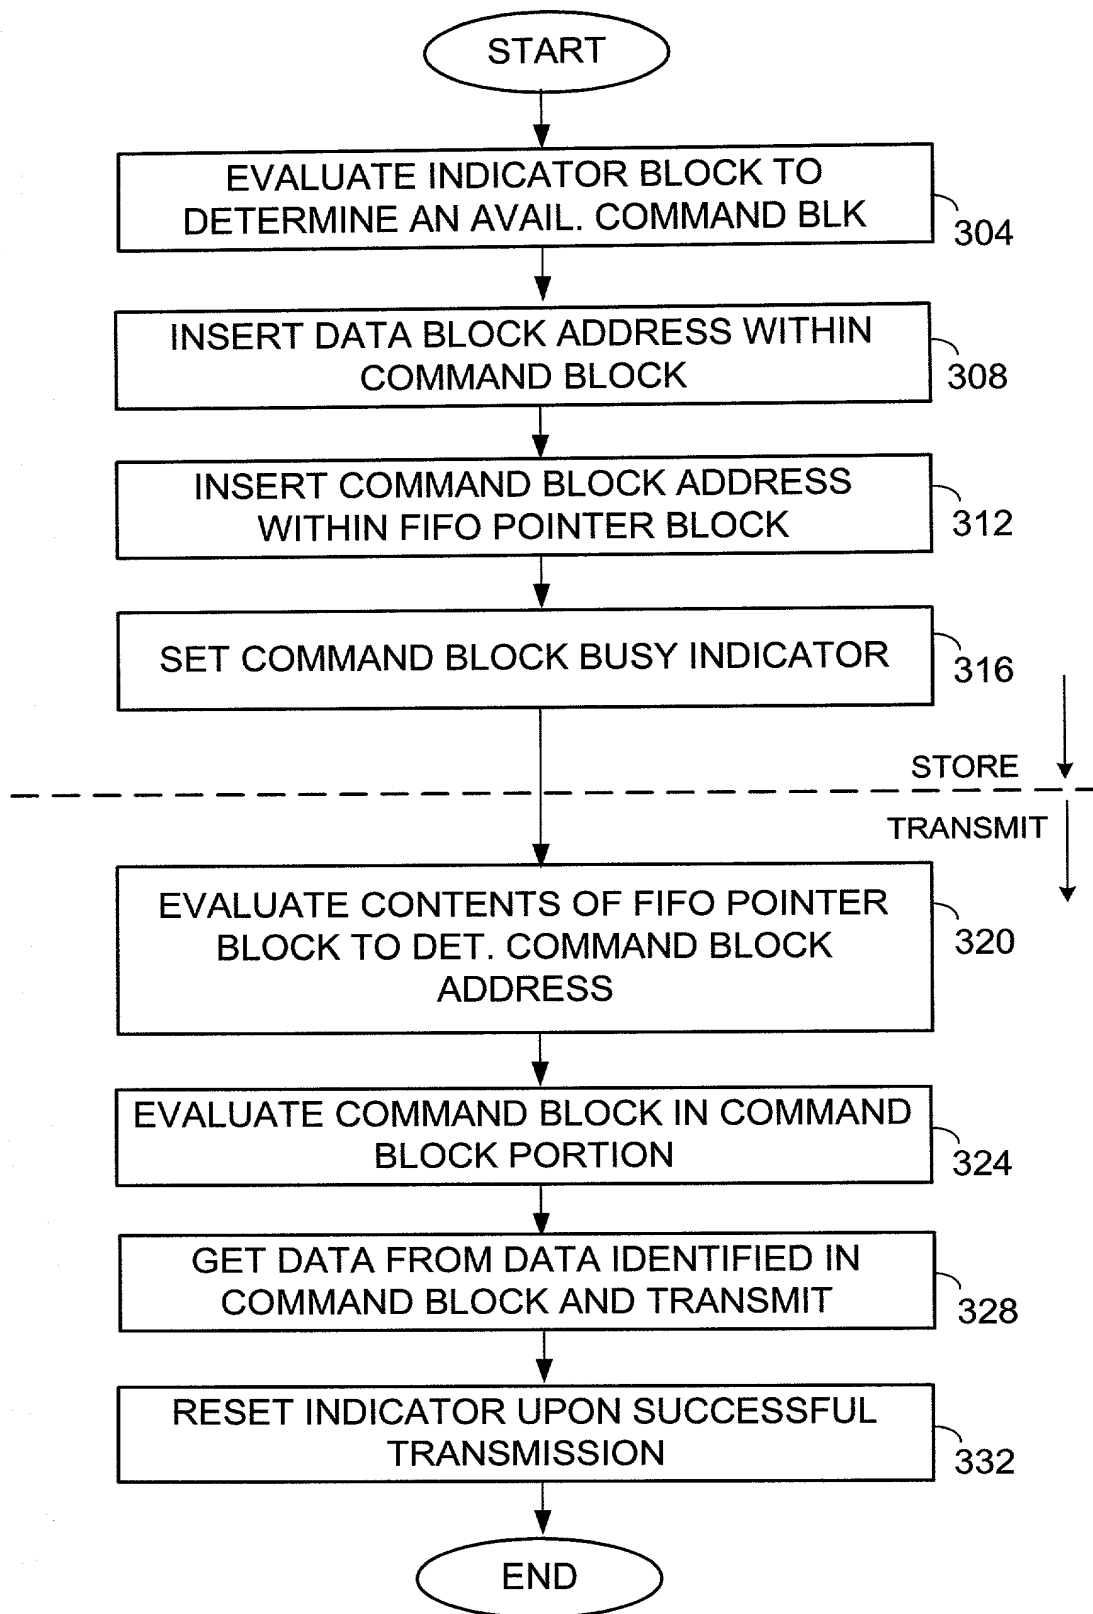 START
EVALUATE INDICATOR BLOCK TO
DETERMINE AN AVAIL. COMMAND BLK
304
INSERT DATA BLOCK ADDRESS WITHIN
COMMAND BLOCK
308
INSERT COMMAND BLOCK ADDRESS
WITHIN FIFO POINTER BLOCK
312
SET COMMAND BLOCK BUSY INDICATOR
316
STORE
TRANSMIT
EVALUATE CONTENTS OF FIFO POINTER
BLOCK TO DET. COMMAND BLOCK
ADDRESS
320
EVALUATE COMMAND BLOCK IN COMMAND
BLOCK PORTION
324
GET DATA FROM DATA IDENTIFIED IN
COMMAND BLOCK AND TRANSMIT
328
RESET INDICATOR UPON SUCCESSFUL
TRANSMISSION
332
END